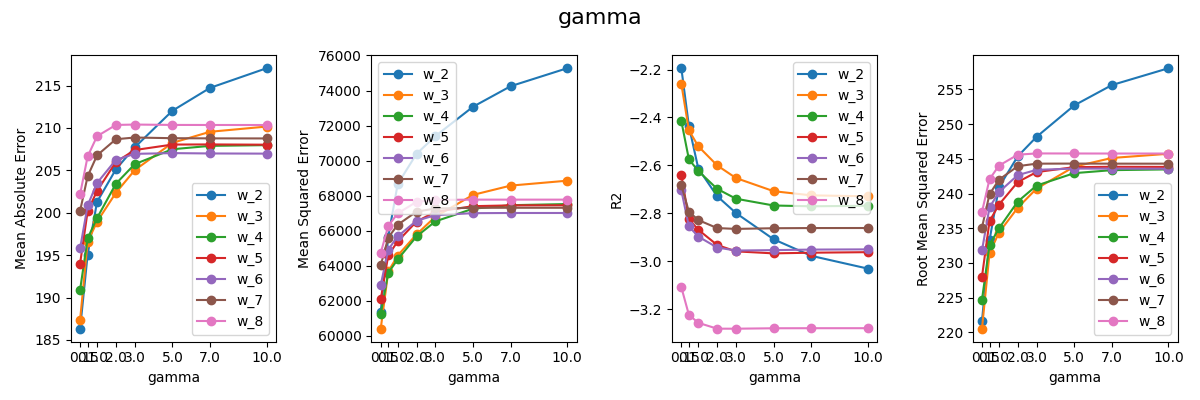 gamma
Mean Absolute Error
215
210
205
200
195
190
185
w_2
w_3
w_4
w_5
w_6
w_7
w_8
2.0
3.0
5.0
7.0
10.0
gamma
Mean Squared Error
76000
74000
72000
70000
68000
66000
64000
62000
60000
w_2
w_3
w_4
w_5
w_6
w_7
w_8
2.0
3.0
5.0
7.0
10.0
gamma
R2
−2.2
−2.4
−2.6
−2.8
−3.0
−3.2
w_2
w_3
w_4
w_5
w_6
w_7
w_8
2.0
3.0
5.0
7.0
10.0
gamma
Root Mean Squared Error
255
250
245
240
235
230
225
220
w_2
w_3
w_4
w_5
w_6
w_7
w_8
2.0
3.0
5.0
7.0
10.0
gamma